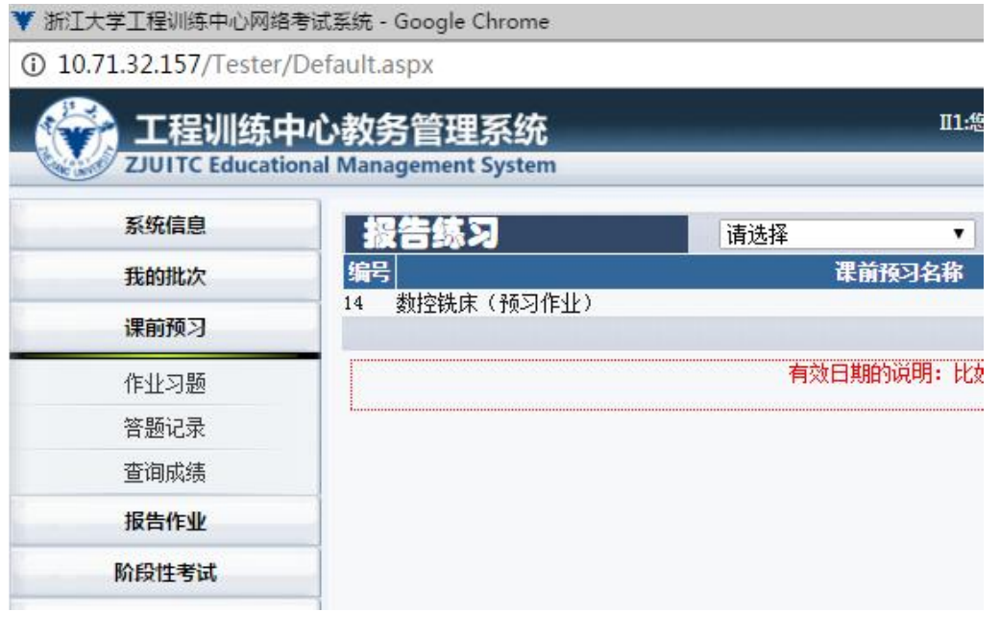 浙江大学工程训练中心网络考试系统 - Google Chrome
10.71.32.157/Tester/Default.aspx
工程训练中心教务管理系统
II1:您
ZJUITC Educational Management System
系统信息
我的批次
课前预习
作业习题
答题记录
查询成绩
报告作业
阶段性考试
报告练习
请选择
编号 课前预习名称
14 数控铣床（预习作业）
有效日期的说明：比如